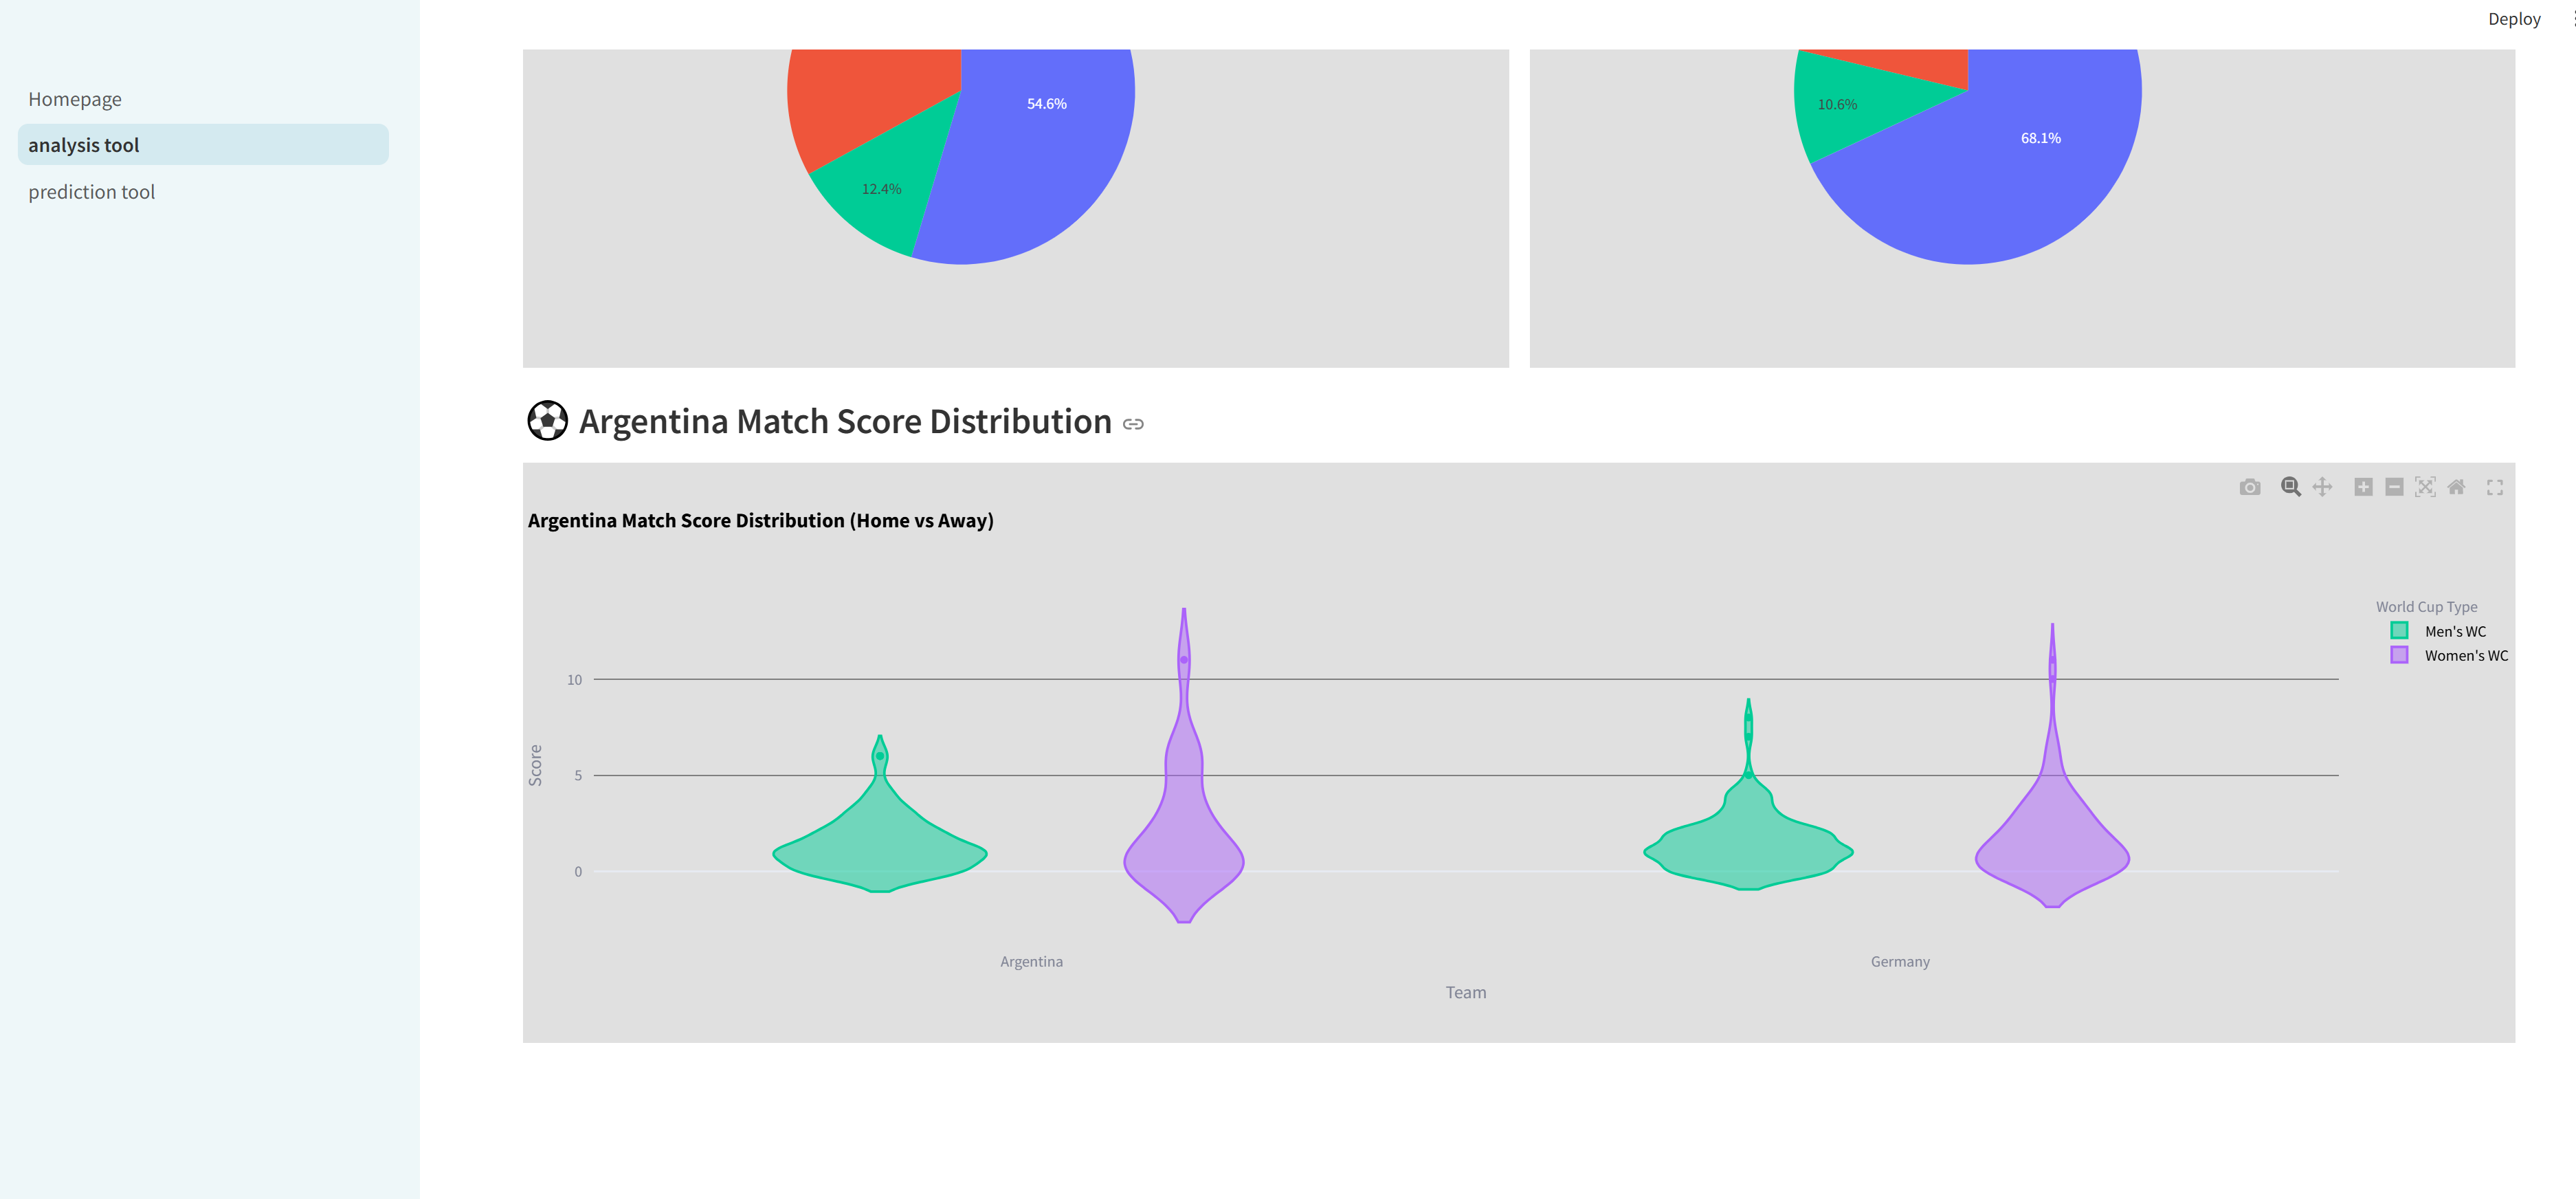 Deploy
Homepage
analysis tool
prediction tool
54.6%
12.4%
10.6%
68.1%
Argentina Match Score Distribution
Argentina Match Score Distribution (Home vs Away)
World Cup Type
Men's WC
Women's WC
10
5
0
Score
Argentina
Germany
Team